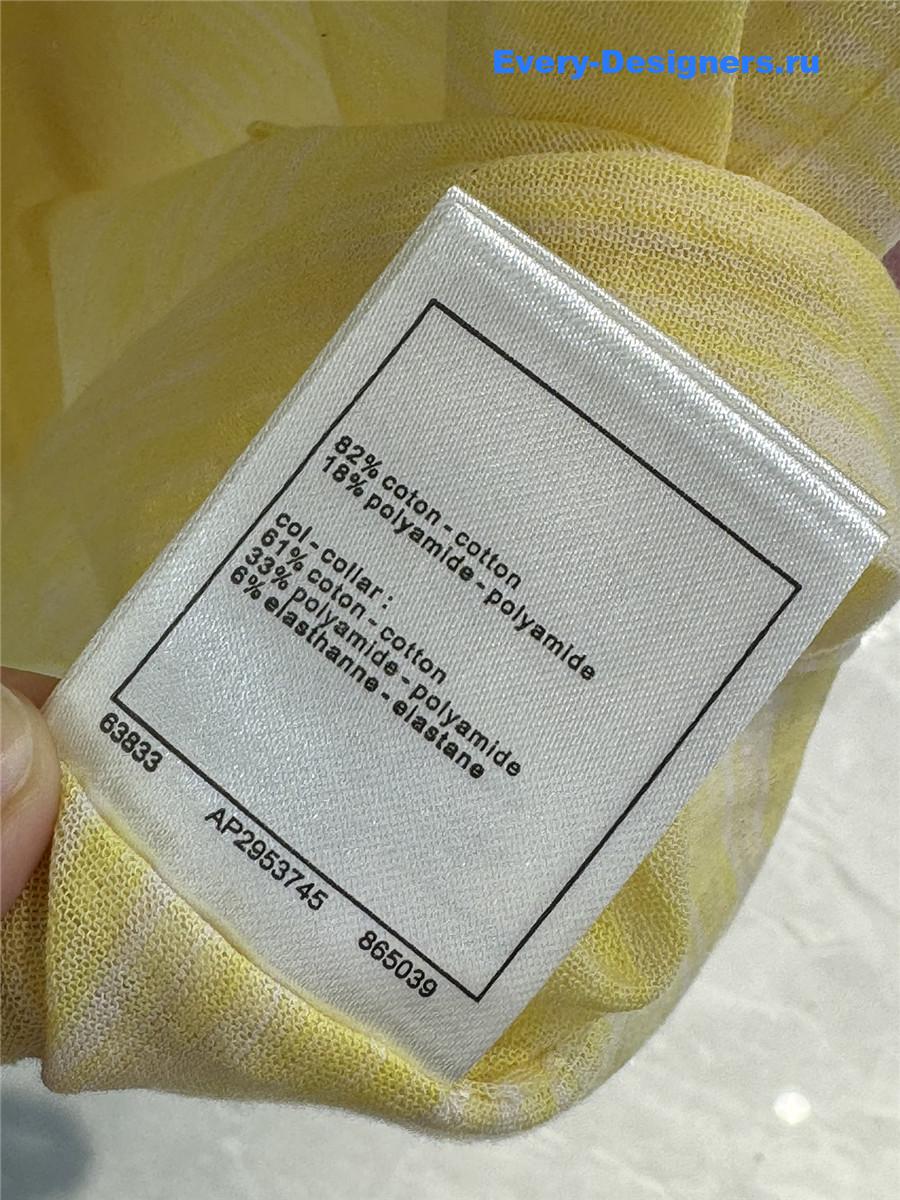 Every-Designers.ru
82% coton - cotton
18% polyamide - polyamide
col - collar :
61% coton - cotton
33% polyamide - polyamide
6% elasthanne - elastane
63833
AP2953745
865039